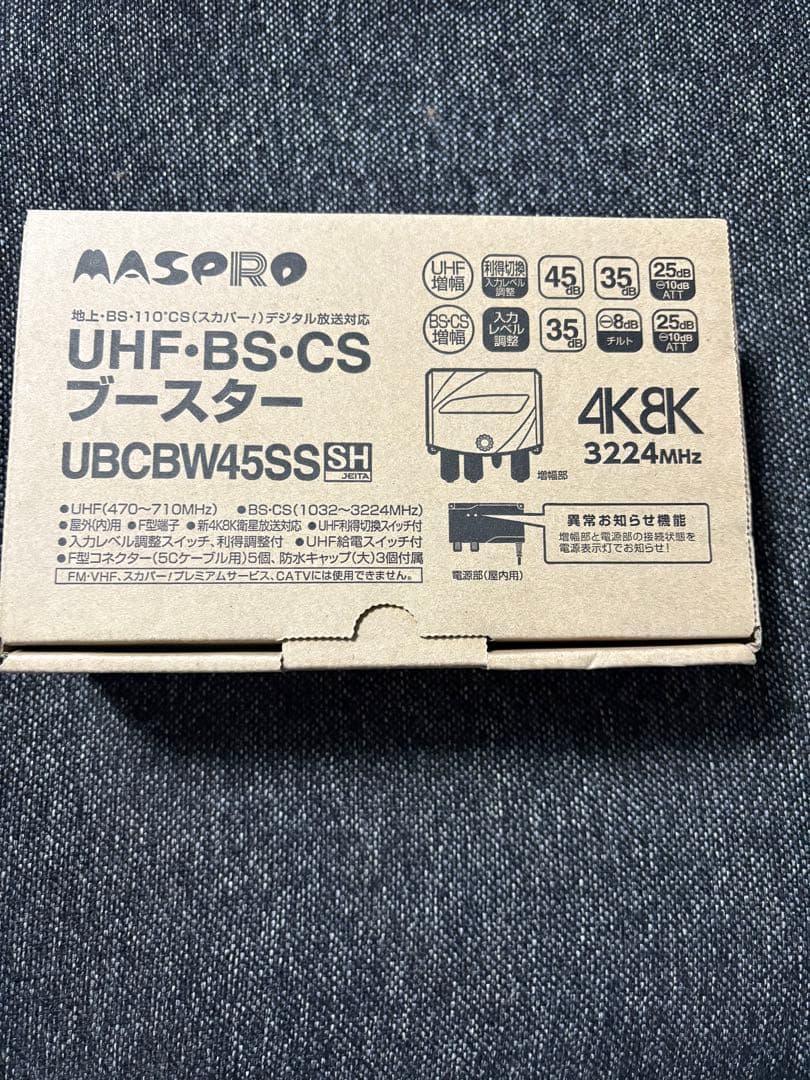 MASPRO
地上・BS・110°CS(スカパー!)デジタル放送対応
UHF・BS・CS
ブースター
UBCBW45SS SH
JEITA
●UHF(470〜710MHz) ●BS・CS(1032〜3224MHz)
●屋外(内)用 ●F型端子 ●新4K8K衛星放送対応 ●UHF利得切換スイッチ付
●入力レベル調整スイッチ、利得調整付 ●UHF給電スイッチ付
●F型コネクター(5Cケーブル用)5個、防水キャップ(大)3個付属
FM・VHF、スカパー!プレミアムサービス、CATVには使用できません。
UHF
増幅
利得切換
入力レベル
調整
45dB
35dB
25dB
⊖10dB
ATT
BS・CS
増幅
入力
レベル
調整
35dB
⊖8dB
チルト
25dB
⊖10dB
ATT
増幅部
4K8K
3224MHz
電源部(屋内用)
異常お知らせ機能
増幅部と電源部の接続状態を
電源表示灯でお知らせ!